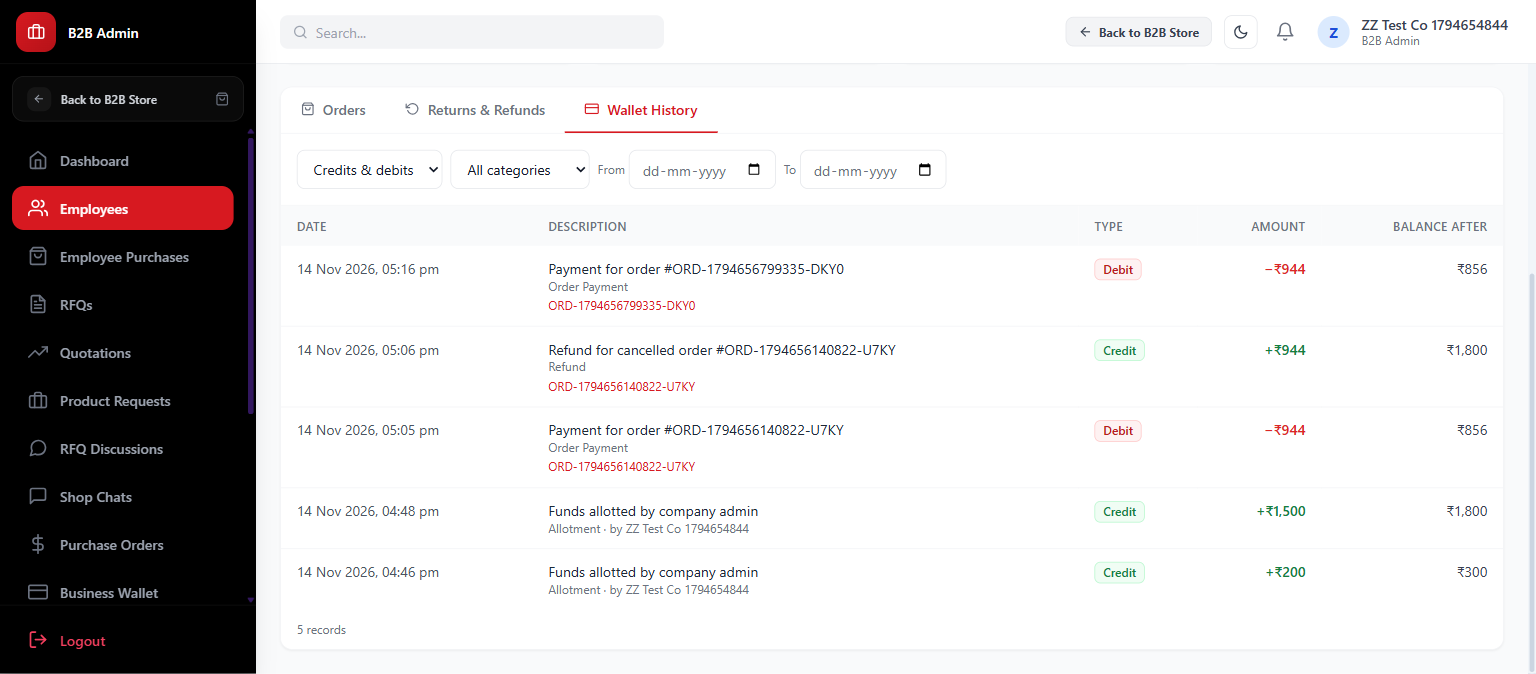 B2B Admin
Back to B2B Store
Dashboard
Employees
Employee Purchases
RFQs
Quotations
Product Requests
RFQ Discussions
Shop Chats
Purchase Orders
Business Wallet
Logout
Search...
Back to B2B Store
Z
ZZ Test Co 1794654844
B2B Admin
Orders Returns & Refunds Wallet History
Credits & debits All categories From dd-mm-yyyy To dd-mm-yyyy
DATE DESCRIPTION TYPE AMOUNT BALANCE AFTER
14 Nov 2026, 05:16 pm Payment for order #ORD-1794656799335-DKY0 Debit −₹944 ₹856
Order Payment
ORD-1794656799335-DKY0
14 Nov 2026, 05:06 pm Refund for cancelled order #ORD-1794656140822-U7KY Credit +₹944 ₹1,800
Refund
ORD-1794656140822-U7KY
14 Nov 2026, 05:05 pm Payment for order #ORD-1794656140822-U7KY Debit −₹944 ₹856
Order Payment
ORD-1794656140822-U7KY
14 Nov 2026, 04:48 pm Funds allotted by company admin Credit +₹1,500 ₹1,800
Allotment · by ZZ Test Co 1794654844
14 Nov 2026, 04:46 pm Funds allotted by company admin Credit +₹200 ₹300
Allotment · by ZZ Test Co 1794654844
5 records